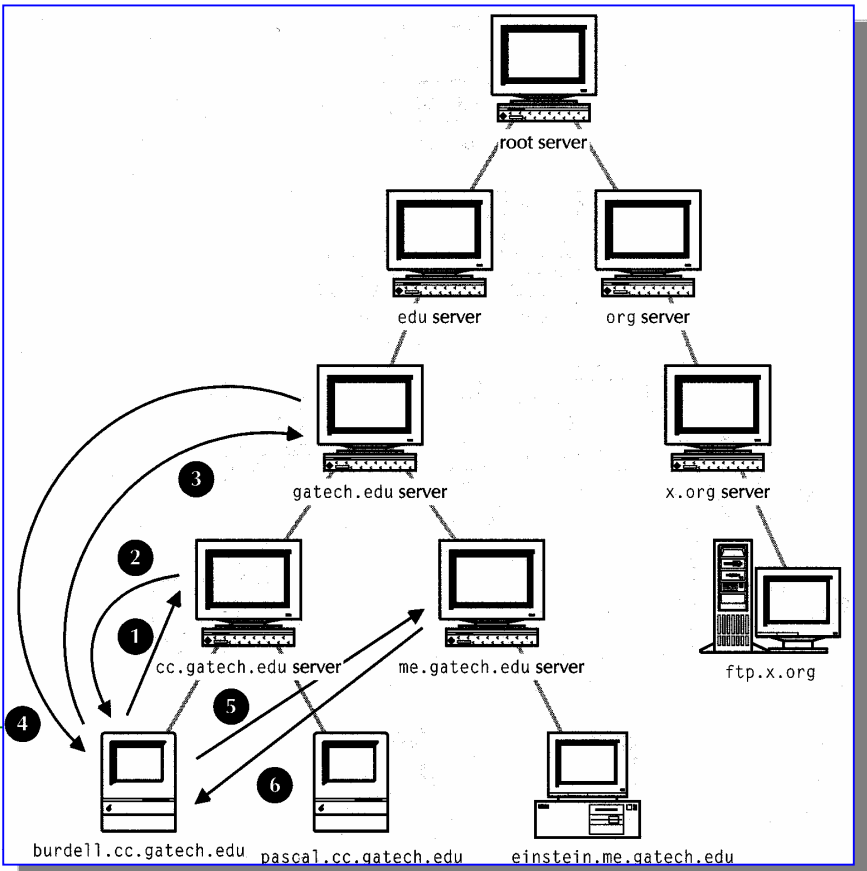 root server
edu server
org server
3
gatech.edu server
x.org server
2
1
cc.gatech.edu server
me.gatech.edu server
ftp.x.org
5
4
6
burdell.cc.gatech.edu
pascal.cc.gatech.edu
einstein.me.gatech.edu